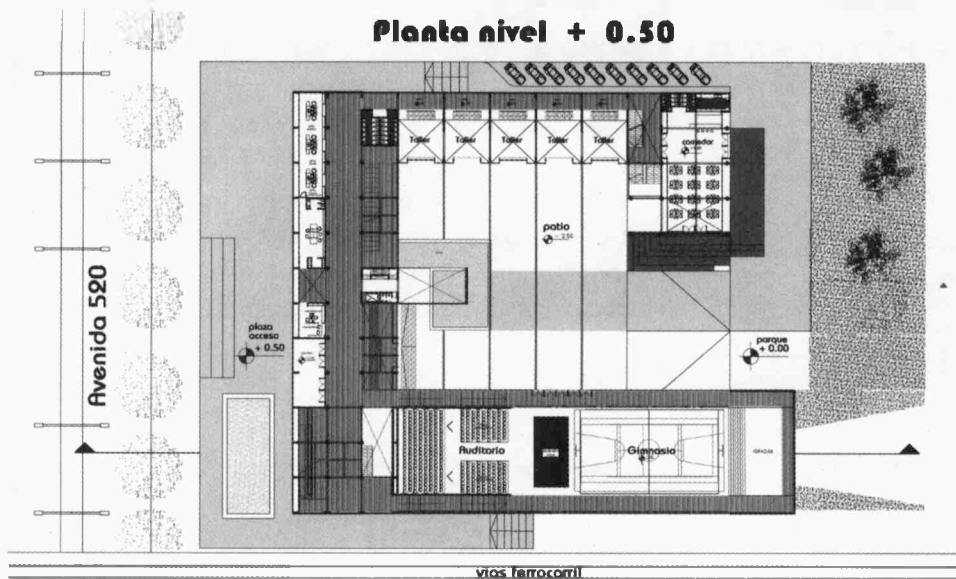 Planta nivel + 0.50
Taller
Taller
Taller
Taller
Taller
comedor
patio
Avenida 520
plaza
acceso
+ 0.50
parque
+ 0.00
Auditorio
Gimnasio
GRADAS
vias ferrocarril